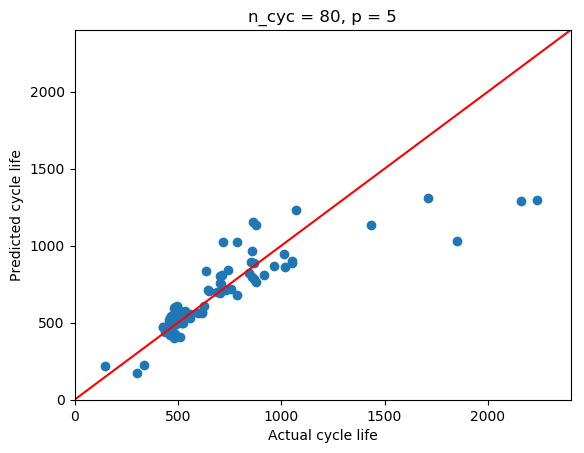 n_cyc = 80, p = 5
Predicted cycle life
2000
1500
1000
500
0
0 500 1000 1500 2000
Actual cycle life